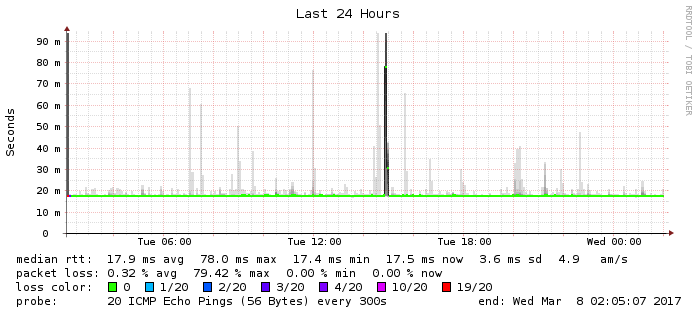 Last 24 Hours
RRDTOOL / TOBI OETIKER
Seconds
90 m
80 m
70 m
60 m
50 m
40 m
30 m
20 m
10 m
0
Tue 06:00 Tue 12:00 Tue 18:00 Wed 00:00
median rtt: 17.9 ms avg 78.0 ms max 17.4 ms min 17.5 ms now 3.6 ms sd 4.9 am/s
packet loss: 0.32 % avg 79.42 % max 0.00 % min 0.00 % now
loss color: 0 1/20 2/20 3/20 4/20 10/20 19/20
probe: 20 ICMP Echo Pings (56 Bytes) every 300s end: Wed Mar 8 02:05:07 2017